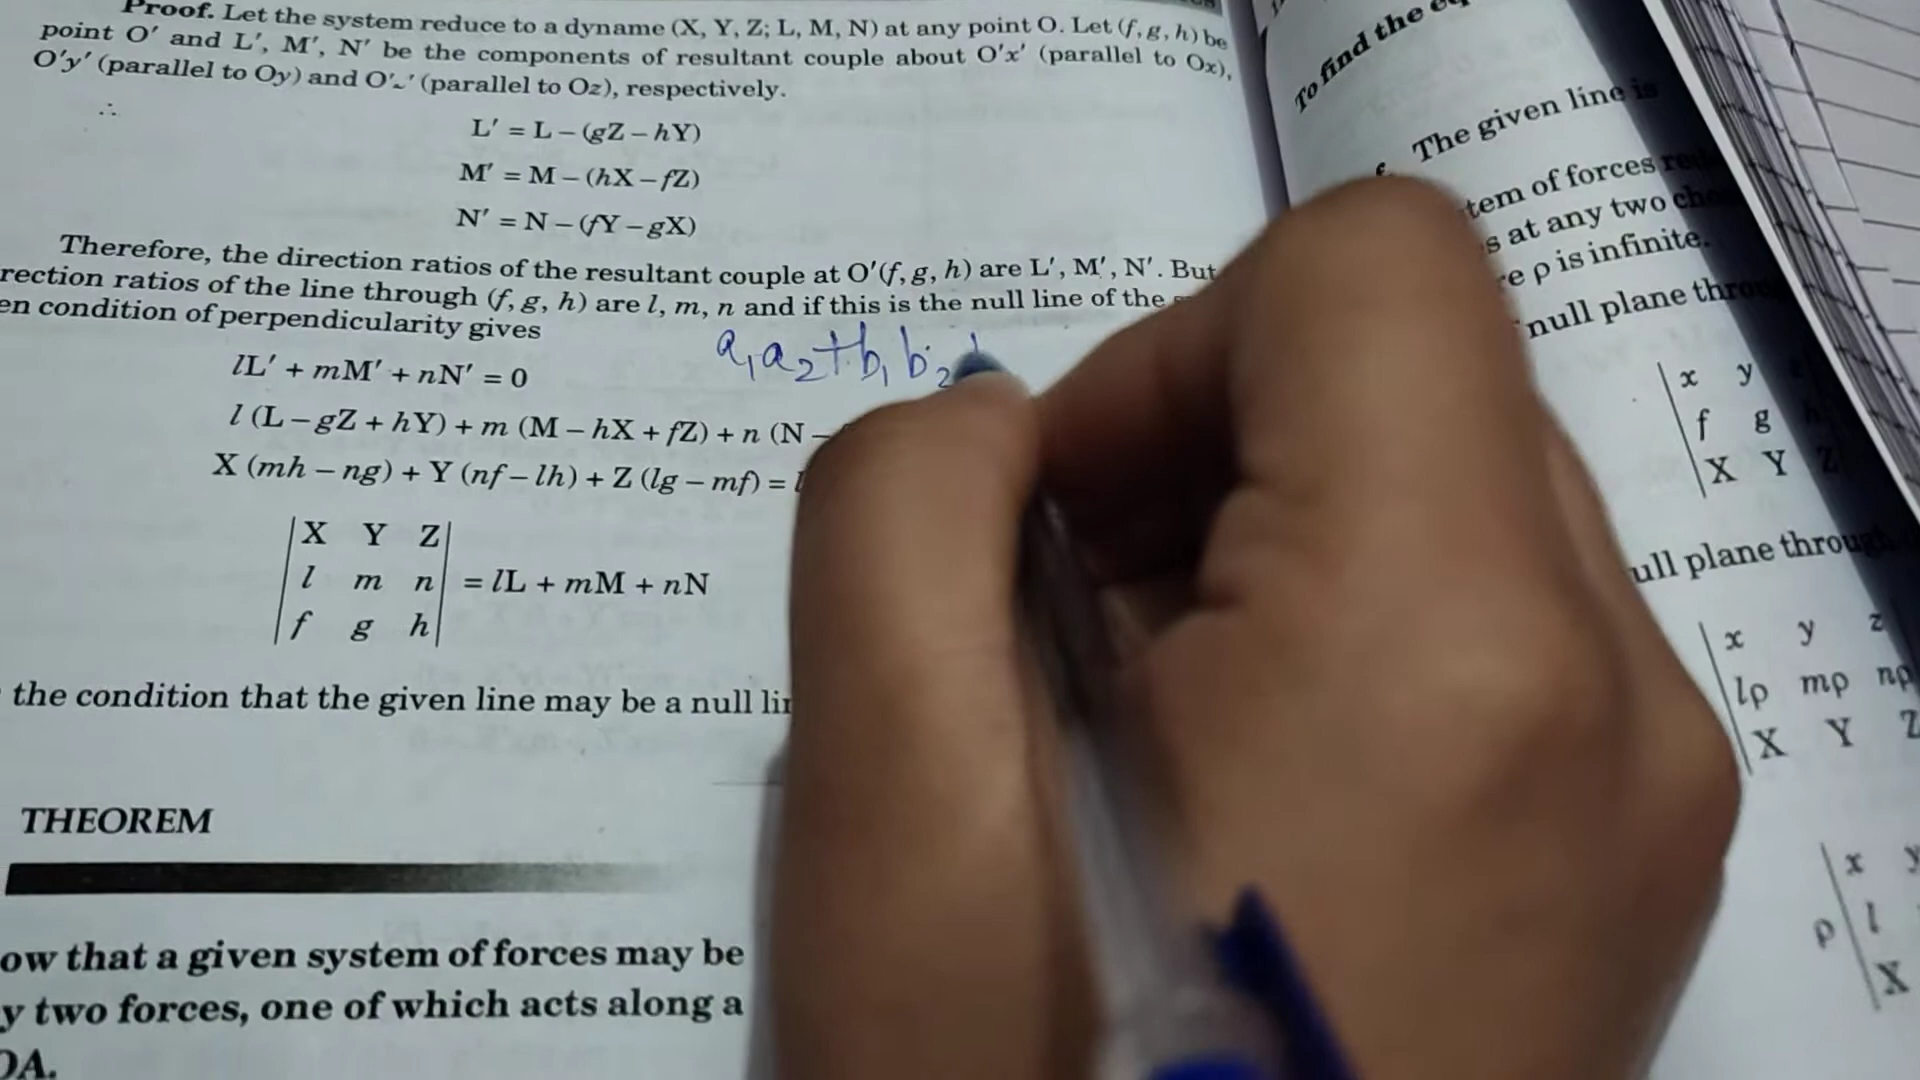 Proof. Let the system reduce to a dyname (X, Y, Z; L, M, N) at any point O. Let (f, g, h) be
point O′ and L′, M′, N′ be the components of resultant couple about O′x′ (parallel to Ox),
O′y′ (parallel to Oy) and O′z′ (parallel to Oz), respectively.
∴
L′ = L – (gZ – hY)
M′ = M – (hX – fZ)
N′ = N – (fY – gX)
Therefore, the direction ratios of the resultant couple at O′(f, g, h) are L′, M′, N′. But
rection ratios of the line through (f, g, h) are l, m, n and if this is the null line of the
en condition of perpendicularity gives
a₁a₂+b₁b₂
lL′ + mM′ + nN′ = 0
l (L – gZ + hY) + m (M – hX + fZ) + n (N –
X (mh – ng) + Y (nf – lh) + Z (lg – mf) = l
| X Y Z |
| l m n | = lL + mM + nN
| f g h |
the condition that the given line may be a null lin
THEOREM
ow that a given system of forces may be
y two forces, one of which acts along a
OA.
To find the eq
The given line is
tem of forces
s at any two
e ρ is infinite.
null plane
x y
f g h
X Y Z
ull plane through
x y z
lρ mρ nρ
X Y Z
x y
ρ l
X